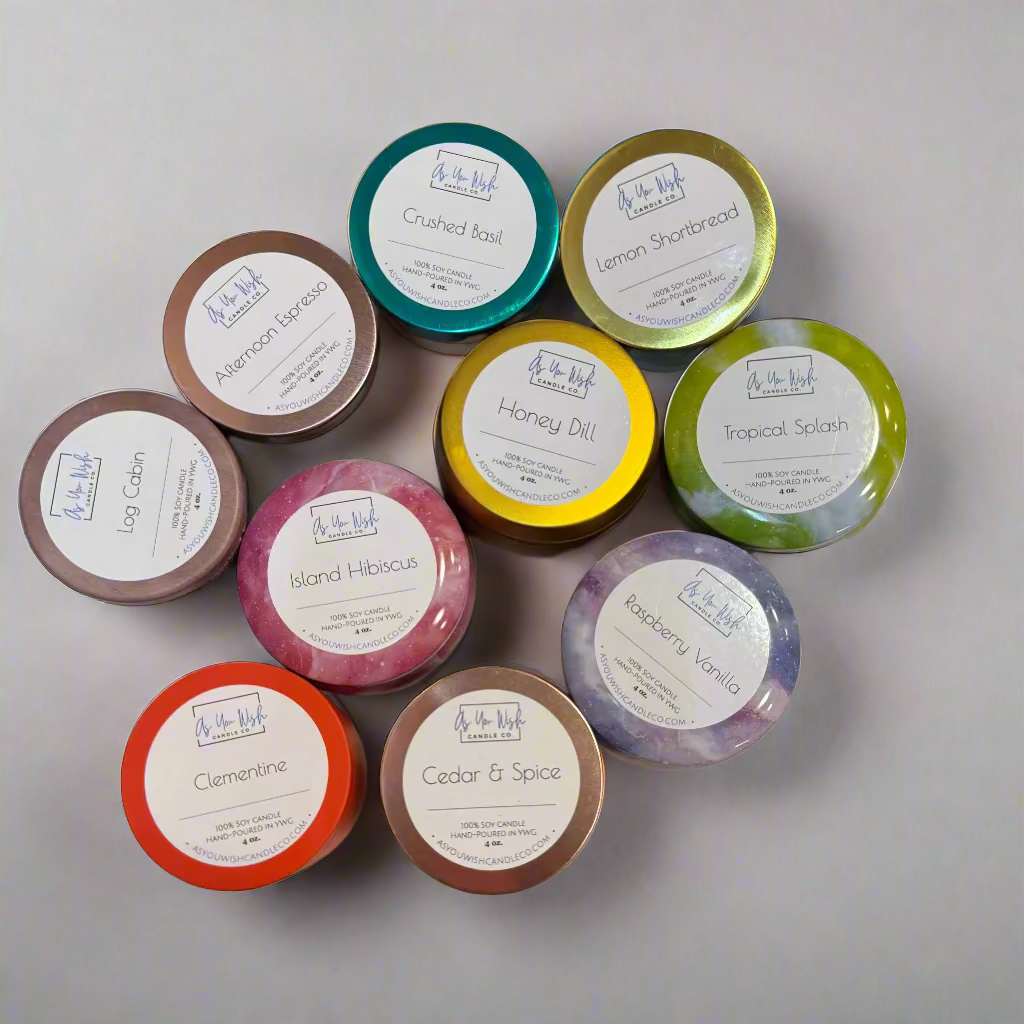 As You Wish
CANDLE CO.
Crushed Basil
100% SOY CANDLE
HAND-POURED IN YWG
4 oz.
• ASYOUWISHCANDLECO.COM •
As You Wish
CANDLE CO.
Lemon Shortbread
100% SOY CANDLE
HAND-POURED IN YWG
4 oz.
• ASYOUWISHCANDLECO.COM •
As You Wish
CANDLE CO.
Afternoon Espresso
100% SOY CANDLE
HAND-POURED IN YWG
4 oz.
• ASYOUWISHCANDLECO.COM •
As You Wish
CANDLE CO.
Honey Dill
100% SOY CANDLE
HAND-POURED IN YWG
4 oz.
• ASYOUWISHCANDLECO.COM •
As You Wish
CANDLE CO.
Tropical Splash
100% SOY CANDLE
HAND-POURED IN YWG
4 oz.
• ASYOUWISHCANDLECO.COM •
As You Wish
CANDLE CO.
Log Cabin
100% SOY CANDLE
HAND-POURED IN YWG
4 oz.
• ASYOUWISHCANDLECO.COM •
As You Wish
CANDLE CO.
Island Hibiscus
100% SOY CANDLE
HAND-POURED IN YWG
4 oz.
• ASYOUWISHCANDLECO.COM •
As You Wish
CANDLE CO.
Raspberry Vanilla
100% SOY CANDLE
HAND-POURED IN YWG
4 oz.
• ASYOUWISHCANDLECO.COM •
As You Wish
CANDLE CO.
Clementine
100% SOY CANDLE
HAND-POURED IN YWG
4 oz.
• ASYOUWISHCANDLECO.COM •
As You Wish
CANDLE CO.
Cedar & Spice
100% SOY CANDLE
HAND-POURED IN YWG
4 oz.
• ASYOUWISHCANDLECO.COM •